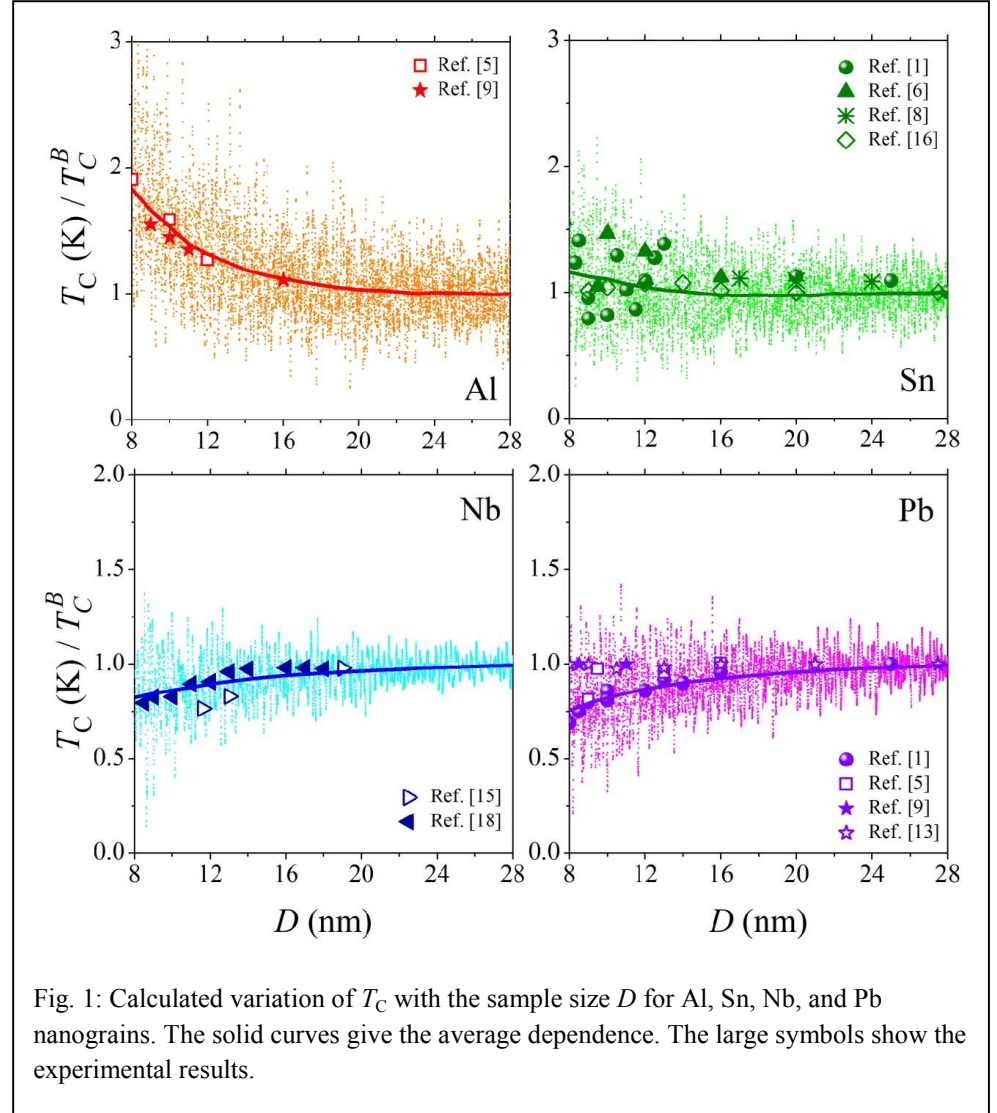 3
2
1
0
T_C (K) / T_C^B
8 12 16 20 24 28
Ref. [5]
Ref. [9]
Al
3
2
1
0
8 12 16 20 24 28
Ref. [1]
Ref. [6]
Ref. [8]
Ref. [16]
Sn
2.0
1.5
1.0
0.5
0.0
T_C (K) / T_C^B
8 12 16 20 24 28
D (nm)
Nb
Ref. [15]
Ref. [18]
2.0
1.5
1.0
0.5
0.0
8 12 16 20 24 28
D (nm)
Pb
Ref. [1]
Ref. [5]
Ref. [9]
Ref. [13]
Fig. 1: Calculated variation of T_C with the sample size D for Al, Sn, Nb, and Pb
nanograins. The solid curves give the average dependence. The large symbols show the
experimental results.